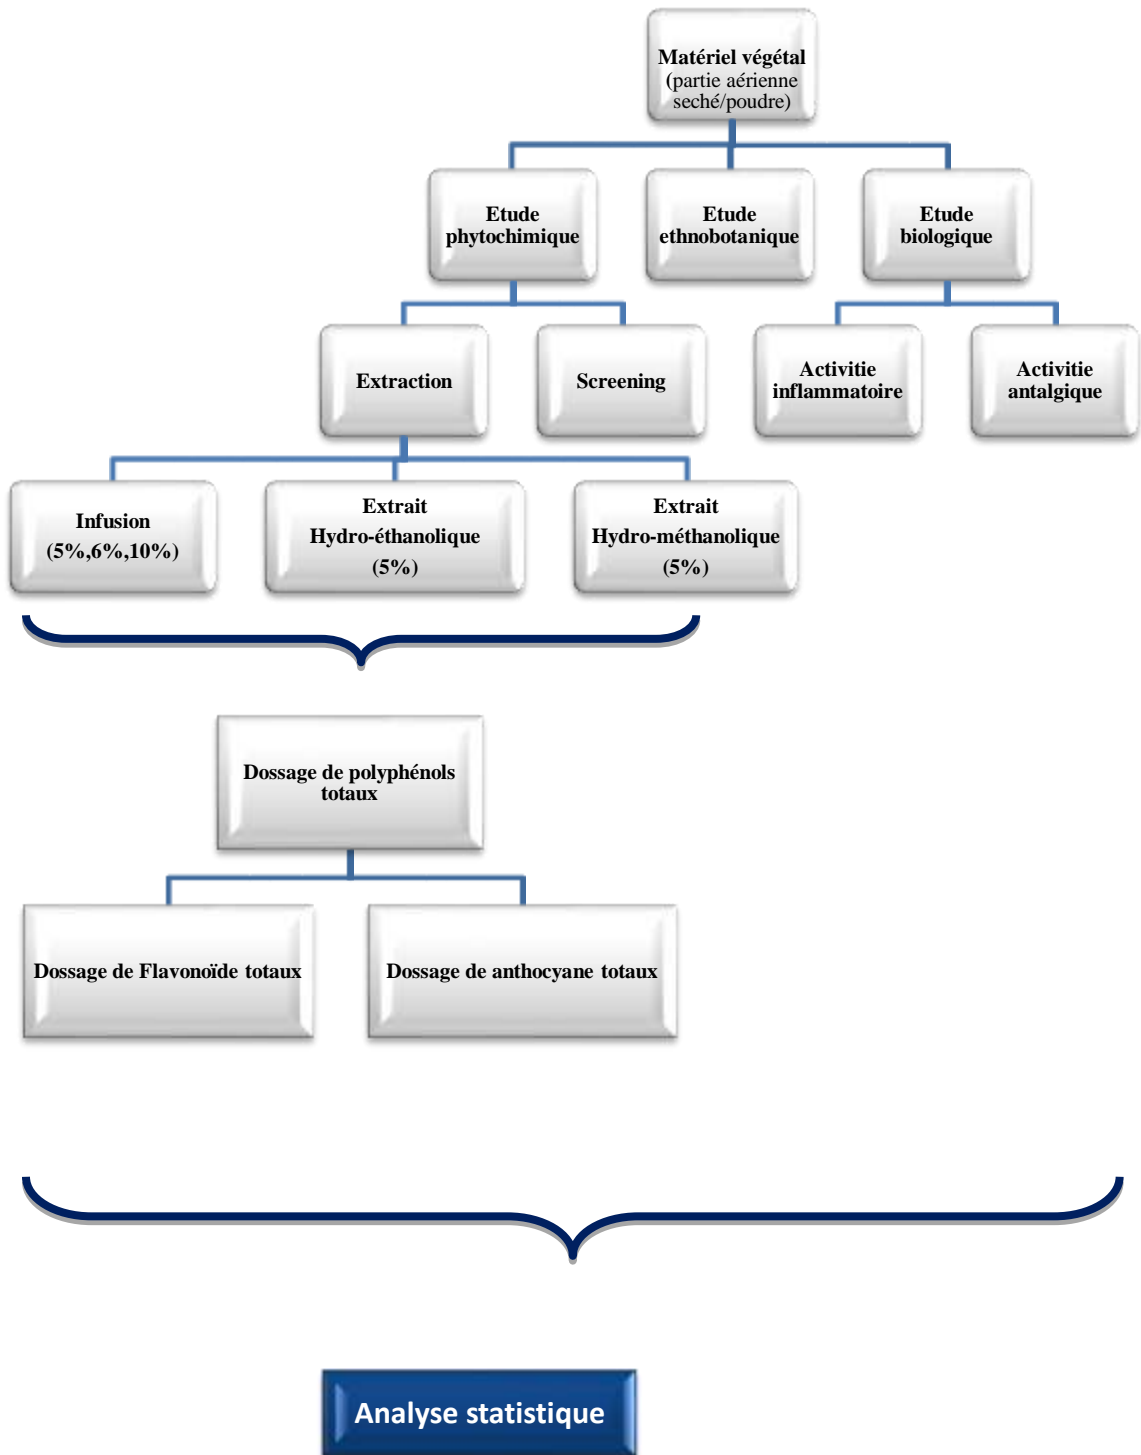 Matériel végétal
(partie aérienne
seché/poudre)
Etude
phytochimique
Etude
ethnobotanique
Etude
biologique
Extraction
Screening
Activitie
inflammatoire
Activitie
antalgique
Infusion
(5%,6%,10%)
Extrait
Hydro-éthanolique
(5%)
Extrait
Hydro-méthanolique
(5%)
Dossage de polyphénols
totaux
Dossage de Flavonoïde totaux
Dossage de anthocyane totaux
Analyse statistique